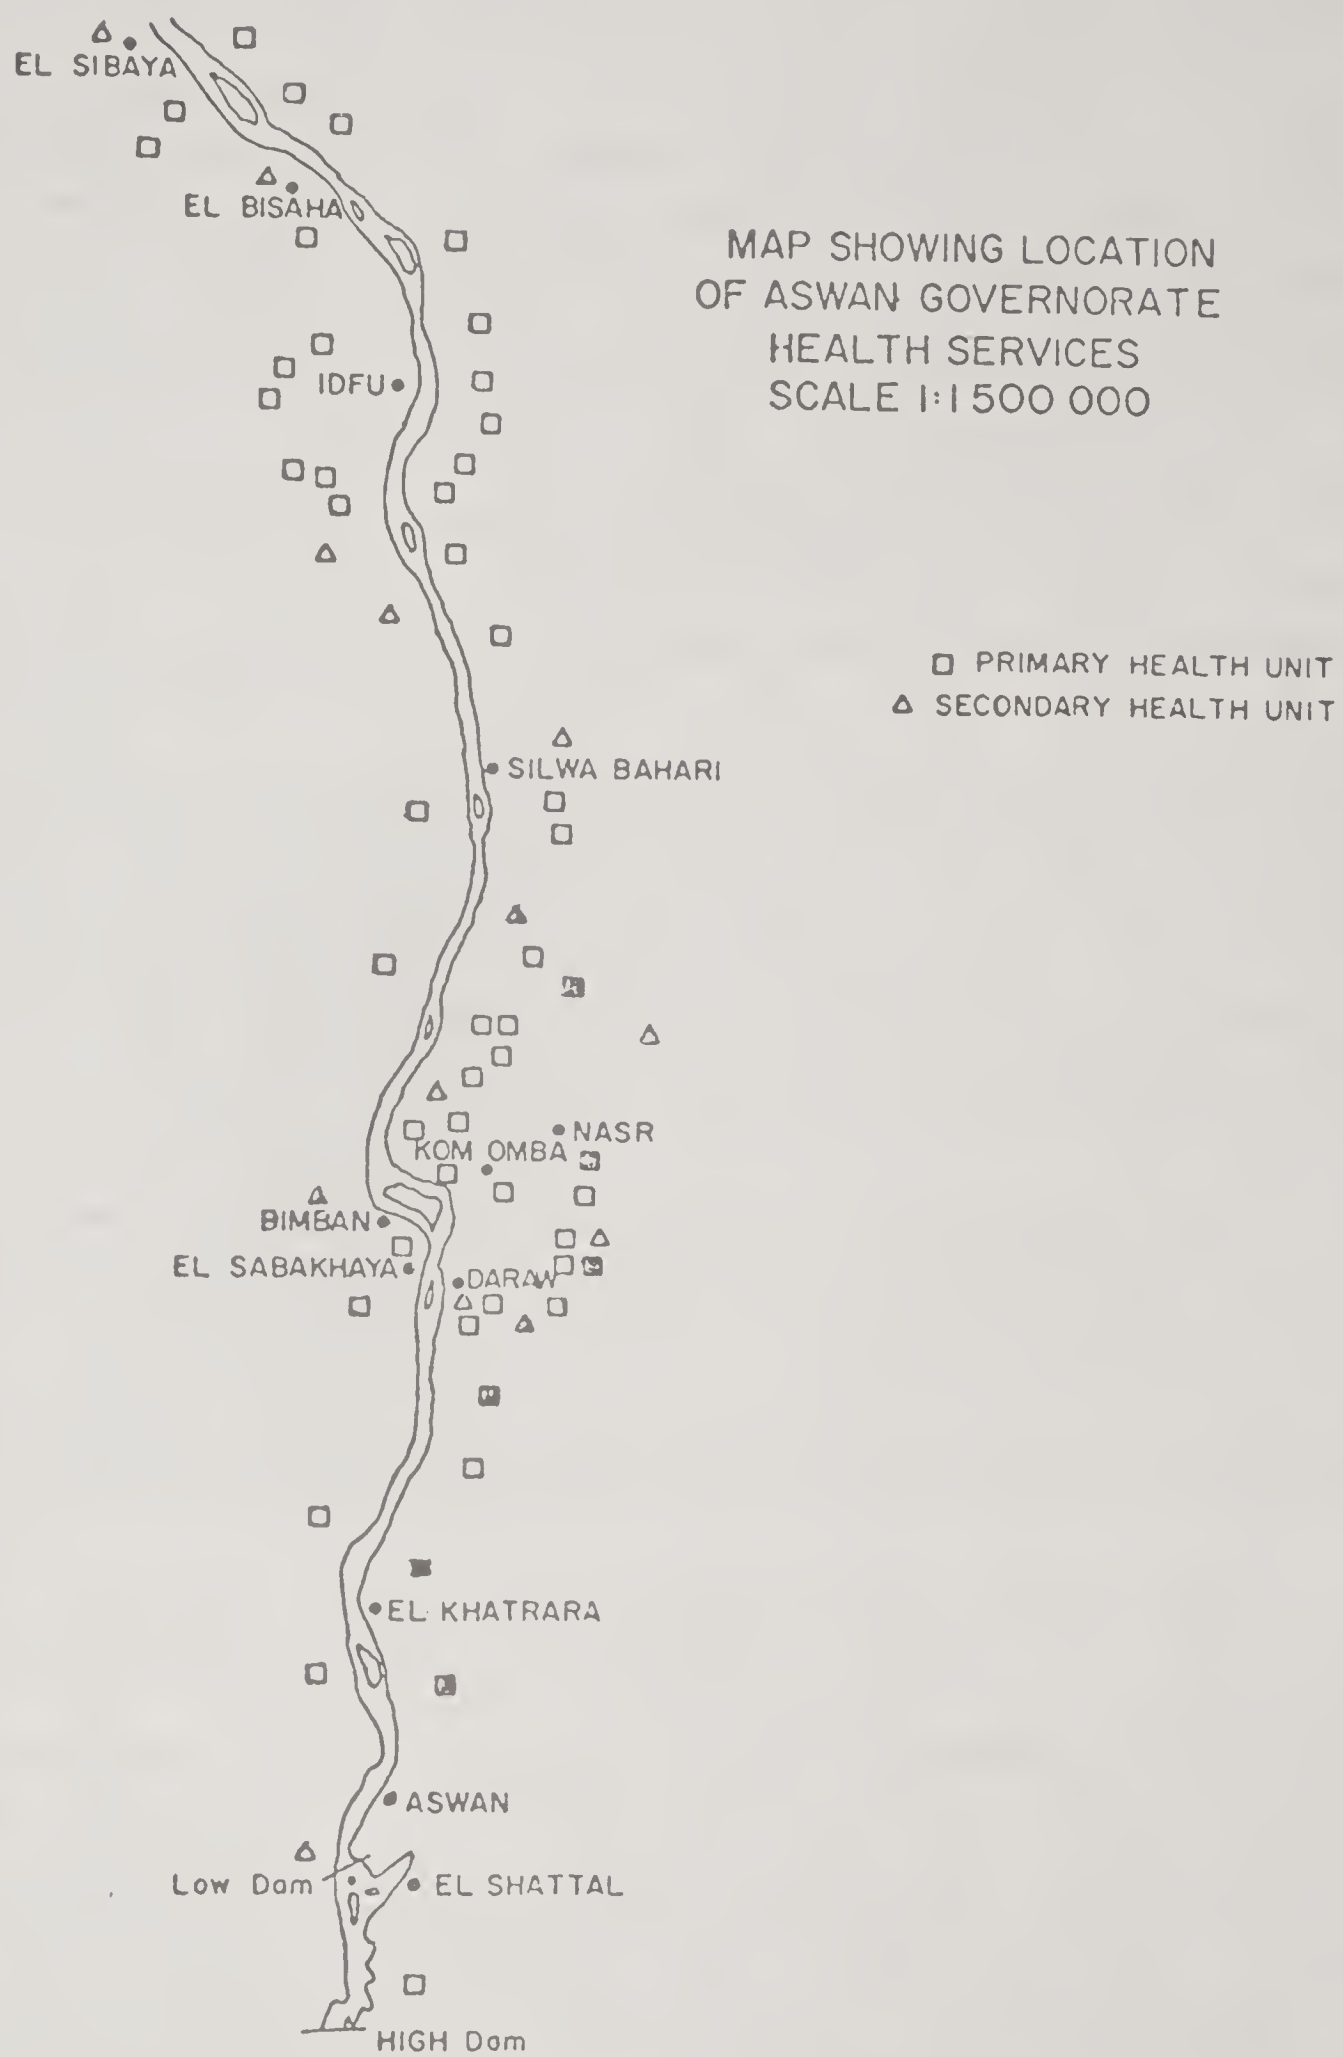 EL SIBAYA
EL BISAHA
MAP SHOWING LOCATION
OF ASWAN GOVERNORATE
HEALTH SERVICES
SCALE 1:1 500 000
IDFU
PRIMARY HEALTH UNIT
SECONDARY HEALTH UNIT
SILWA BAHARI
NASR
KOM OMBA
BIMBAN
EL SABAKHAYA
DARAW
EL KHATRARA
ASWAN
Low Dam
EL SHATTAL
HIGH Dam